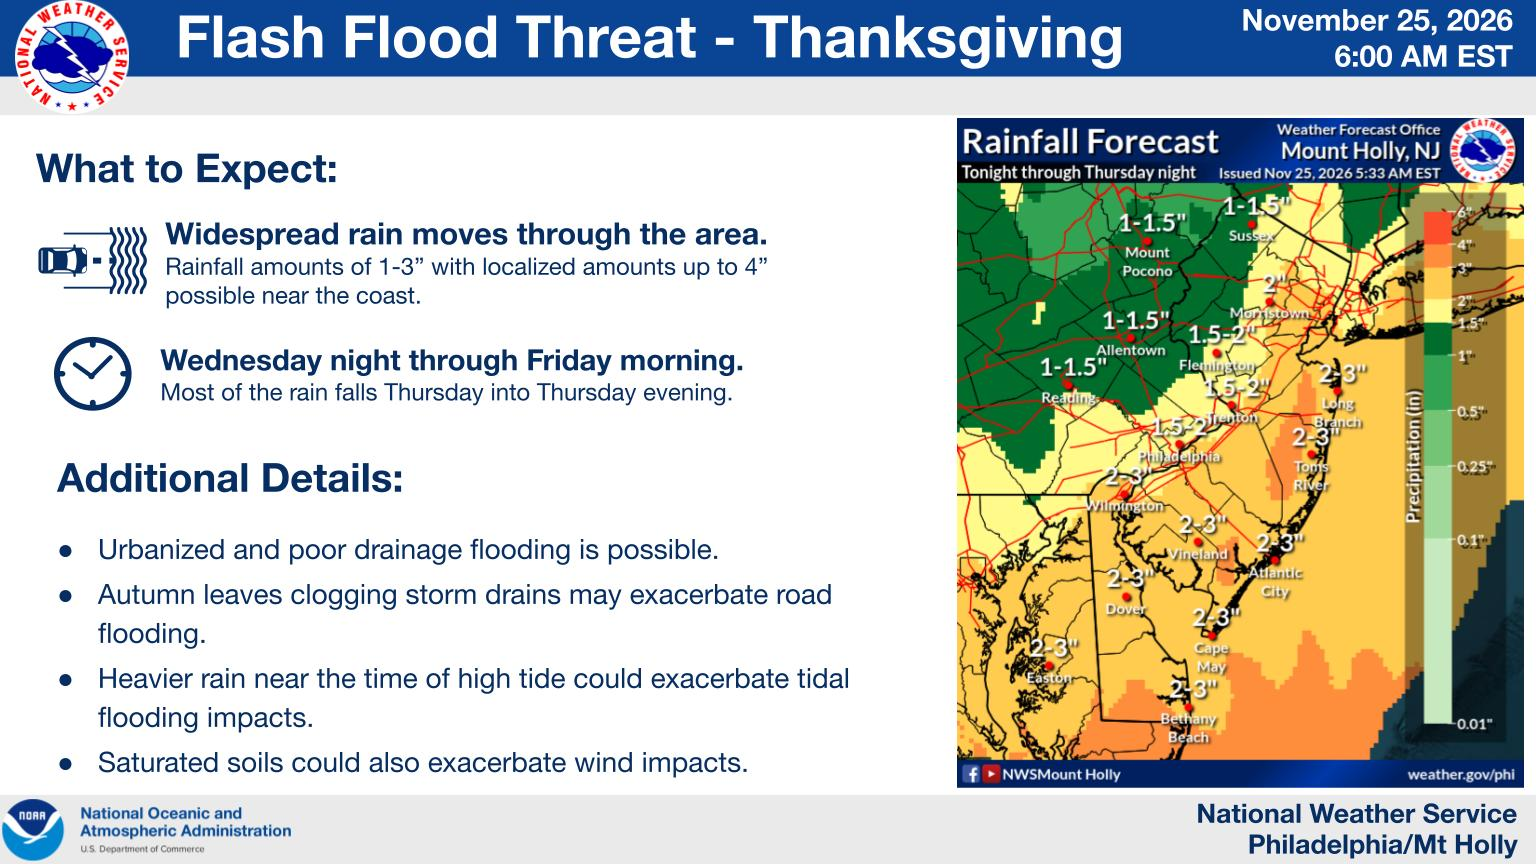 Flash Flood Threat - Thanksgiving
November 25, 2026
6:00 AM EST
NATIONAL WEATHER SERVICE
What to Expect:
Widespread rain moves through the area.
Rainfall amounts of 1-3” with localized amounts up to 4”
possible near the coast.
Wednesday night through Friday morning.
Most of the rain falls Thursday into Thursday evening.
Additional Details:
● Urbanized and poor drainage flooding is possible.
● Autumn leaves clogging storm drains may exacerbate road
flooding.
● Heavier rain near the time of high tide could exacerbate tidal
flooding impacts.
● Saturated soils could also exacerbate wind impacts.
Rainfall Forecast
Tonight through Thursday night
Weather Forecast Office
Mount Holly, NJ
Issued Nov 25, 2026 5:33 AM EST
NATIONAL WEATHER SERVICE
1-1.5"
Mount
Pocono
1-1.5"
Sussex
2"
Morristown
1-1.5"
Allentown
1.5-2"
Flemington
1-1.5"
Reading
1.5-2"
Trenton
2-3"
Long
Branch
1.5-2"
Philadelphia
2-3"
Toms
River
2-3"
Wilmington
2-3"
Vineland
2-3"
Atlantic
City
2-3"
Dover
2-3"
Cape
May
2-3"
Easton
2-3"
Bethany
Beach
Precipitation (in)
6"
4"
3"
2"
1.5"
1"
0.5"
0.25"
0.1"
0.01"
NWSMount Holly
weather.gov/phi
NOAA
National Oceanic and
Atmospheric Administration
U.S. Department of Commerce
National Weather Service
Philadelphia/Mt Holly